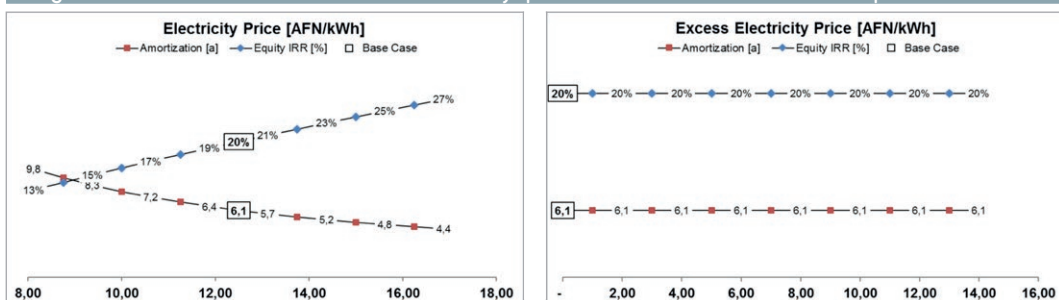 Electricity Price [AFN/kWh]
Amortization [a] Equity IRR [%] Base Case
13% 15% 17% 19% 20% 21% 23% 25% 27%
9,8 8,3 7,2 6,4 6,1 5,7 5,2 4,8 4,4
8,00 10,00 12,00 14,00 16,00 18,00
Excess Electricity Price [AFN/kWh]
Amortization [a] Equity IRR [%] Base Case
20% 20% 20% 20% 20% 20% 20% 20%
6,1 6,1 6,1 6,1 6,1 6,1 6,1 6,1
- 2,00 4,00 6,00 8,00 10,00 12,00 14,00 16,00